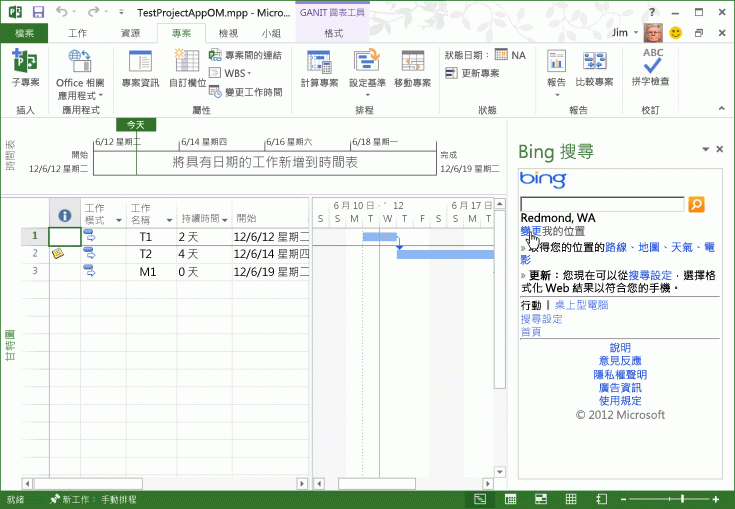 TestProjectAppOM.mpp - Micro...
GANIT 圖表工具
檔案
工作
資源
專案
檢視
小組
格式
Jim
子專案
Office 相關
應用程式
專案資訊
自訂欄位
專案間的連結
WBS
變更工作時間
計算專案
設定基準
移動專案
狀態日期:
NA
更新專案
報告
比較專案
ABC
拼字檢查
插入
應用程式
屬性
排程
狀態
報告
校訂
今天
時間表
開始
12/6/12 星期二
6/12 星期二
6/14 星期四
6/16 星期六
6/18 星期一
將具有日期的工作新增到時間表
完成
12/6/19 星期二
甘特圖
工作
模式
工作
名稱
持續時間
開始
1
T1
2 天
12/6/12 星期二
2
T2
4 天
12/6/14 星期四
3
M1
0 天
12/6/19 星期二
6 月 10 日, ' 12
6 月 17 日
S S M T W T F S S M T W
Bing 搜尋
bing
Redmond, WA
變更我的位置
» 取得您的位置的路線、地圖、天氣、電
影
» 更新：您現在可以從搜尋設定，選擇格
式化 Web 結果以符合您的手機。
行動 | 桌上型電腦
搜尋設定
首頁
說明
意見反應
隱私權聲明
廣告資訊
使用規定
© 2012 Microsoft
就緒
新工作： 手動排程